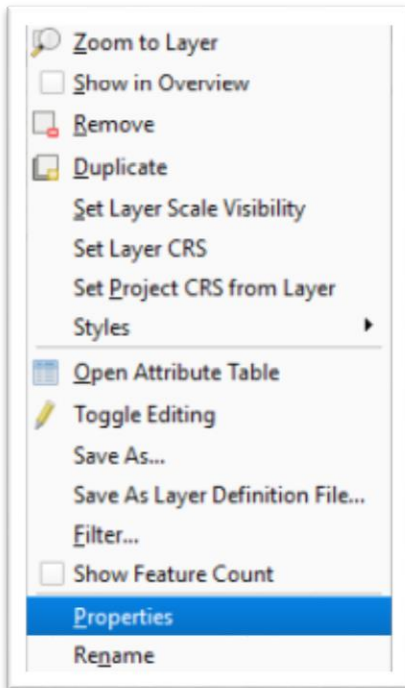 Zoom to Layer
Show in Overview
Remove
Duplicate
Set Layer Scale Visibility
Set Layer CRS
Set Project CRS from Layer
Styles
Open Attribute Table
Toggle Editing
Save As...
Save As Layer Definition File...
Filter...
Show Feature Count
Properties
Rename